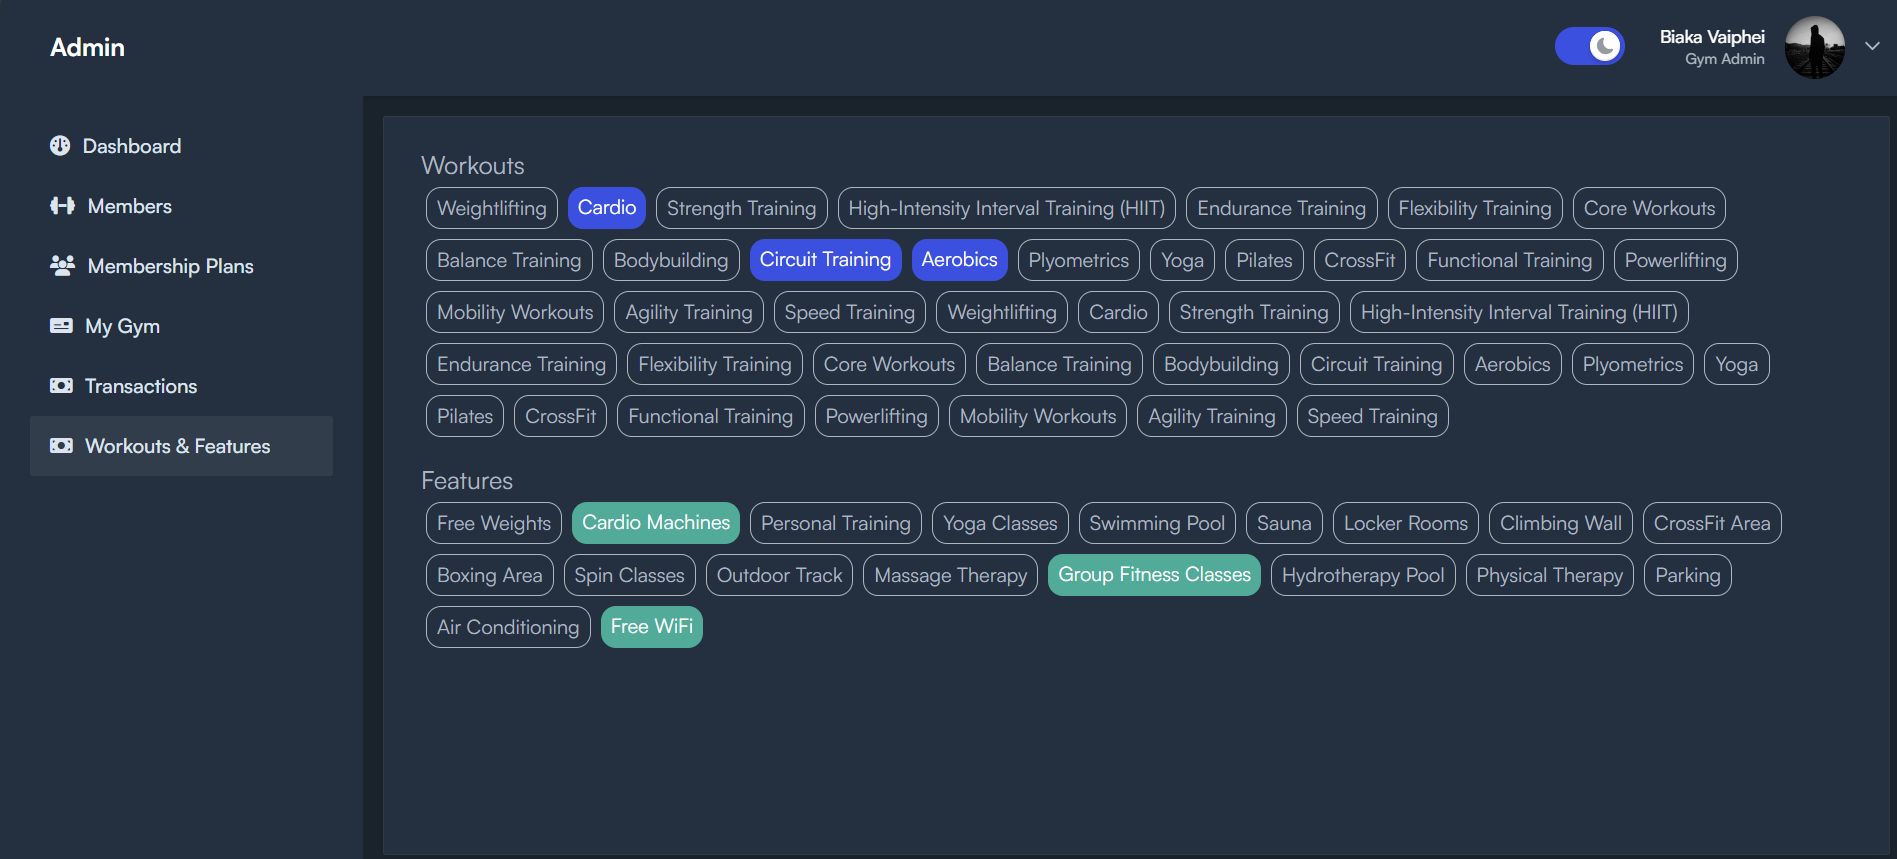 Admin
Biaka Vaiphei
Gym Admin
Dashboard
Members
Membership Plans
My Gym
Transactions
Workouts & Features
Workouts
Weightlifting Cardio Strength Training High-Intensity Interval Training (HIIT) Endurance Training Flexibility Training Core Workouts
Balance Training Bodybuilding Circuit Training Aerobics Plyometrics Yoga Pilates CrossFit Functional Training Powerlifting
Mobility Workouts Agility Training Speed Training Weightlifting Cardio Strength Training High-Intensity Interval Training (HIIT)
Endurance Training Flexibility Training Core Workouts Balance Training Bodybuilding Circuit Training Aerobics Plyometrics Yoga
Pilates CrossFit Functional Training Powerlifting Mobility Workouts Agility Training Speed Training
Features
Free Weights Cardio Machines Personal Training Yoga Classes Swimming Pool Sauna Locker Rooms Climbing Wall CrossFit Area
Boxing Area Spin Classes Outdoor Track Massage Therapy Group Fitness Classes Hydrotherapy Pool Physical Therapy Parking
Air Conditioning Free WiFi